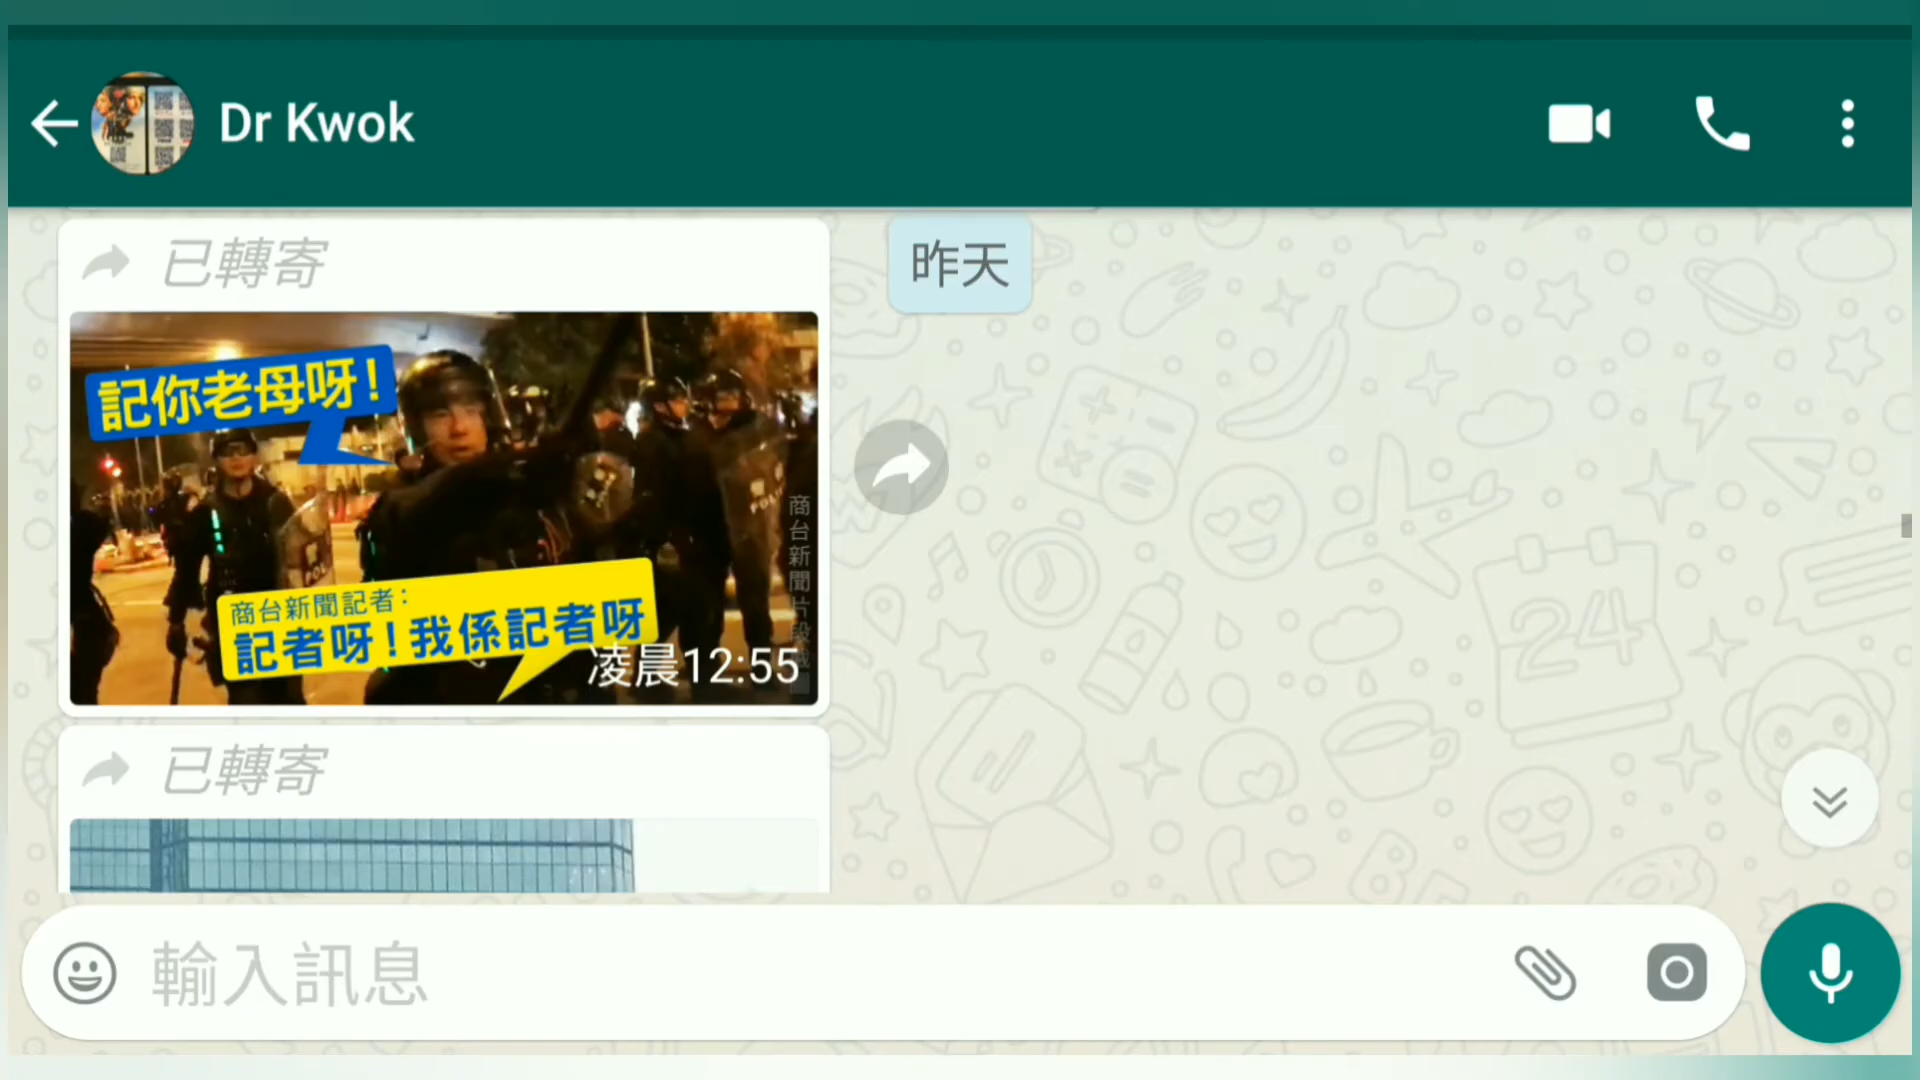 Dr Kwok
昨天
已轉寄
記你老母呀!
POLI
商台新聞片段
商台新聞記者:
記者呀!我係記者呀
凌晨12:55
已轉寄
輸入訊息